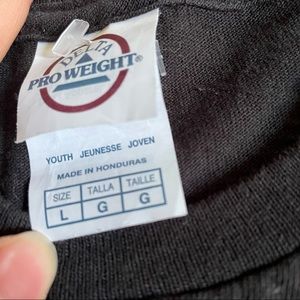 DELTA
PRO WEIGHT®
YOUTH JEUNESSE JOVEN
MADE IN HONDURAS
SIZE TALLA TAILLE
L G G